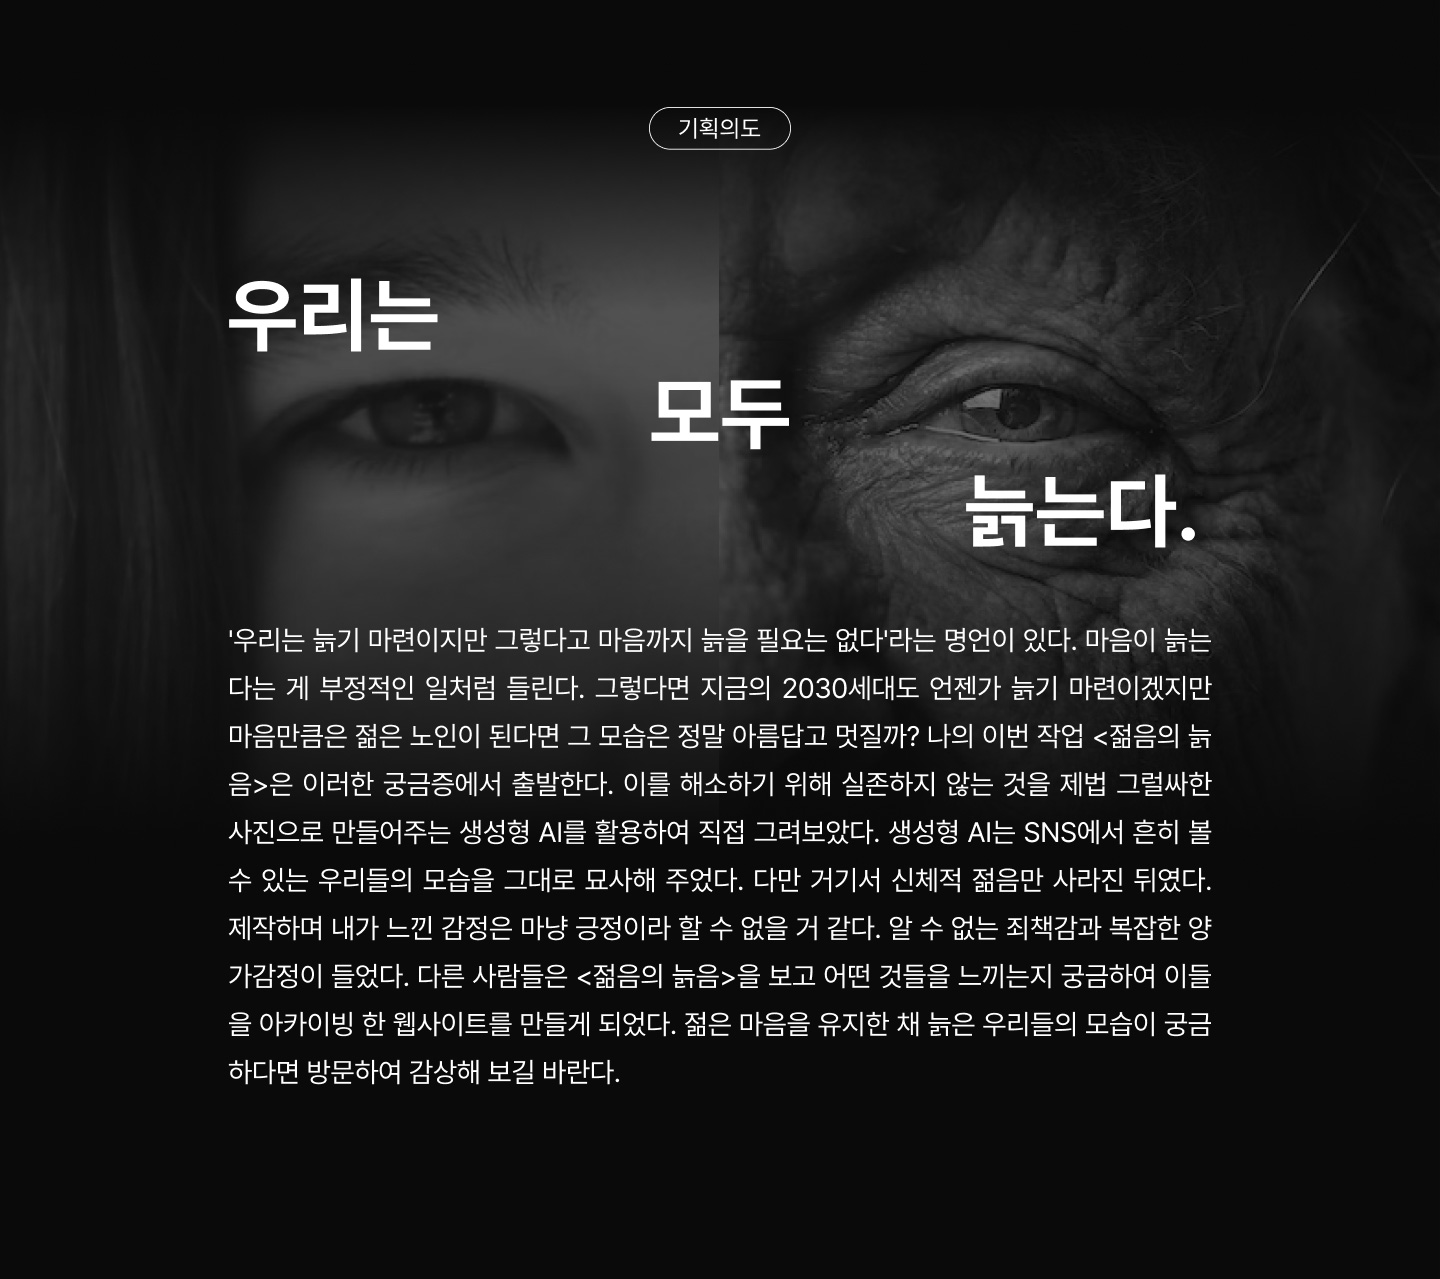 기획의도
우리는
모두
늙는다.
'우리는 늙기 마련이지만 그렇다고 마음까지 늙을 필요는 없다'라는 명언이 있다. 마음이 늙는
다는 게 부정적인 일처럼 들린다. 그렇다면 지금의 2030세대도 언젠가 늙기 마련이겠지만
마음만큼은 젊은 노인이 된다면 그 모습은 정말 아름답고 멋질까? 나의 이번 작업 <젊음의 늙
음>은 이러한 궁금증에서 출발한다. 이를 해소하기 위해 실존하지 않는 것을 제법 그럴싸한
사진으로 만들어주는 생성형 AI를 활용하여 직접 그려보았다. 생성형 AI는 SNS에서 흔히 볼
수 있는 우리들의 모습을 그대로 묘사해 주었다. 다만 거기서 신체적 젊음만 사라진 뒤였다.
제작하며 내가 느낀 감정은 마냥 긍정이라 할 수 없을 거 같다. 알 수 없는 죄책감과 복잡한 양
가감정이 들었다. 다른 사람들은 <젊음의 늙음>을 보고 어떤 것들을 느끼는지 궁금하여 이들
을 아카이빙 한 웹사이트를 만들게 되었다. 젊은 마음을 유지한 채 늙은 우리들의 모습이 궁금
하다면 방문하여 감상해 보길 바란다.